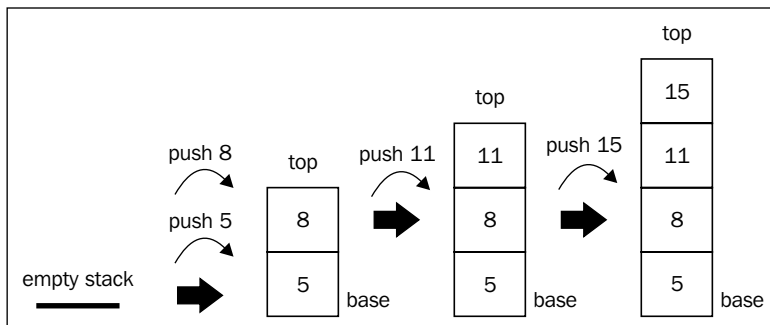 empty stack
push 8
push 5
top
8
5
base
push 11
top
11
8
5
base
push 15
top
15
11
8
5
base